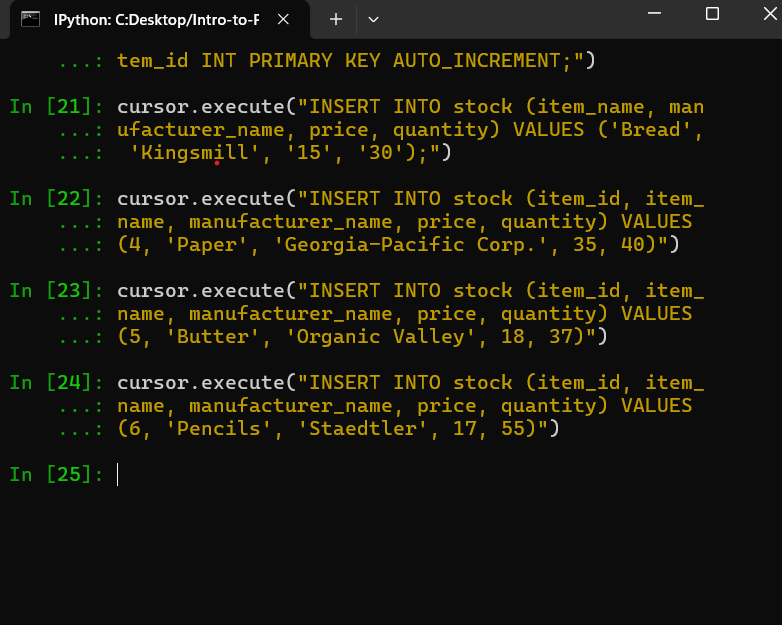 IPython: C:Desktop/Intro-to-F
...: tem_id INT PRIMARY KEY AUTO_INCREMENT;")
In [21]: cursor.execute("INSERT INTO stock (item_name, man
...: ufacturer_name, price, quantity) VALUES ('Bread',
...:  'Kingsmill', '15', '30');")
In [22]: cursor.execute("INSERT INTO stock (item_id, item_
...: name, manufacturer_name, price, quantity) VALUES
...: (4, 'Paper', 'Georgia-Pacific Corp.', 35, 40)")
In [23]: cursor.execute("INSERT INTO stock (item_id, item_
...: name, manufacturer_name, price, quantity) VALUES
...: (5, 'Butter', 'Organic Valley', 18, 37)")
In [24]: cursor.execute("INSERT INTO stock (item_id, item_
...: name, manufacturer_name, price, quantity) VALUES
...: (6, 'Pencils', 'Staedtler', 17, 55)")
In [25]: